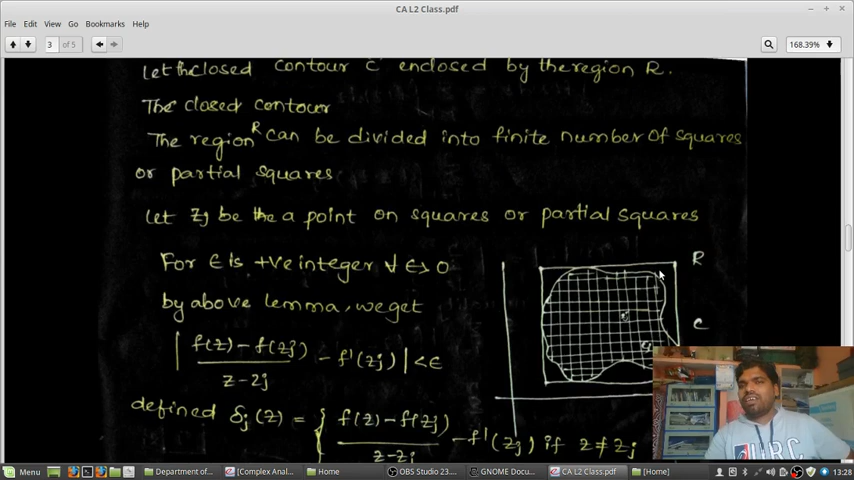 CA L2 Class.pdf
File Edit View Go Bookmarks Help
3 of 5
168.39%
Let the closed contour C enclosed by the region R.
The closed contour
The region R can be divided into finite number of squares
or partial squares
Let Zj be the a point on squares or partial squares
For ϵ is +ve integer ∀ ϵ > 0
R
by above lemma, we get
C
| f(z) - f(zj) / z - zj - f'(zj) | < ϵ
defined δj(z) = { f(z) - f(zj) / z - zj - f'(zj) if z ≠ zj
Menu
Department of...
[Complex Anal...
Home
OBS Studio 23....
GNOME Docu...
CA L2 Class.pdf
[Home]
13:28